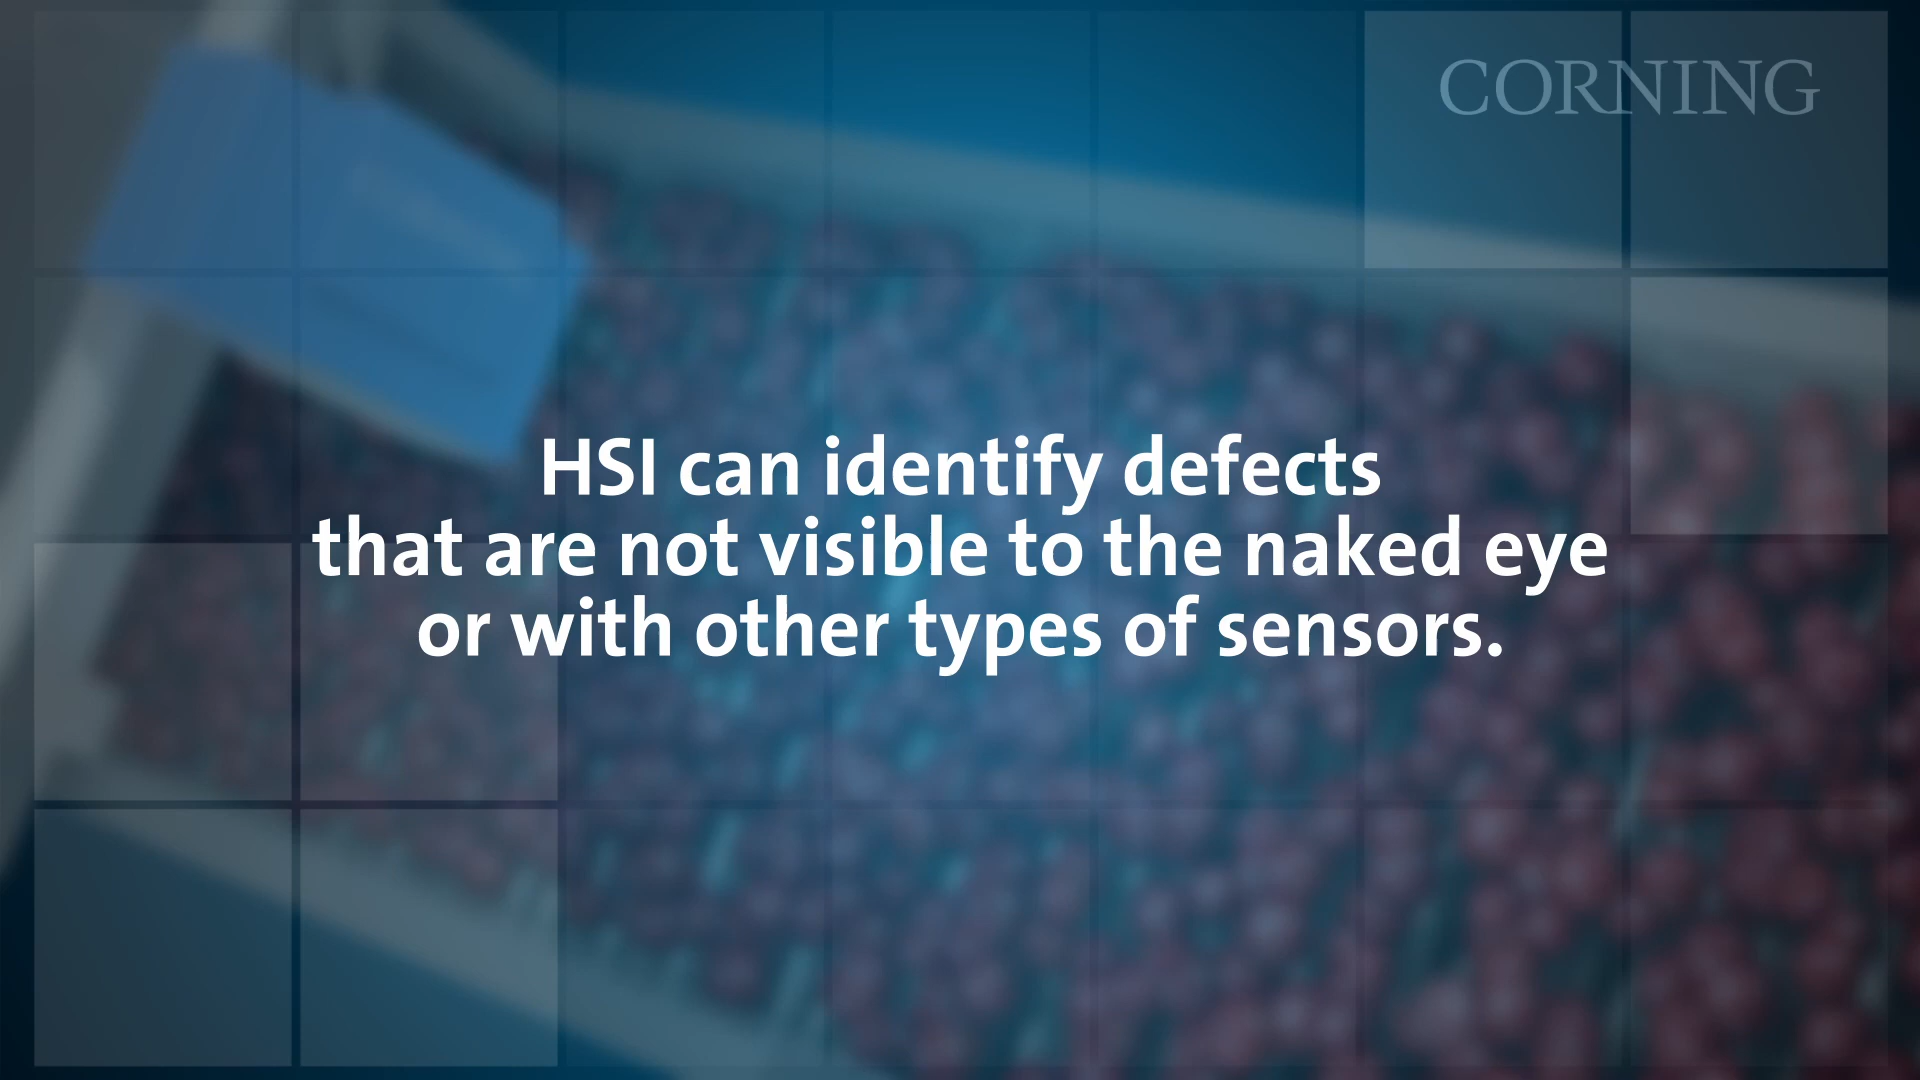 CORNING
HSI can identify defects
that are not visible to the naked eye
or with other types of sensors.